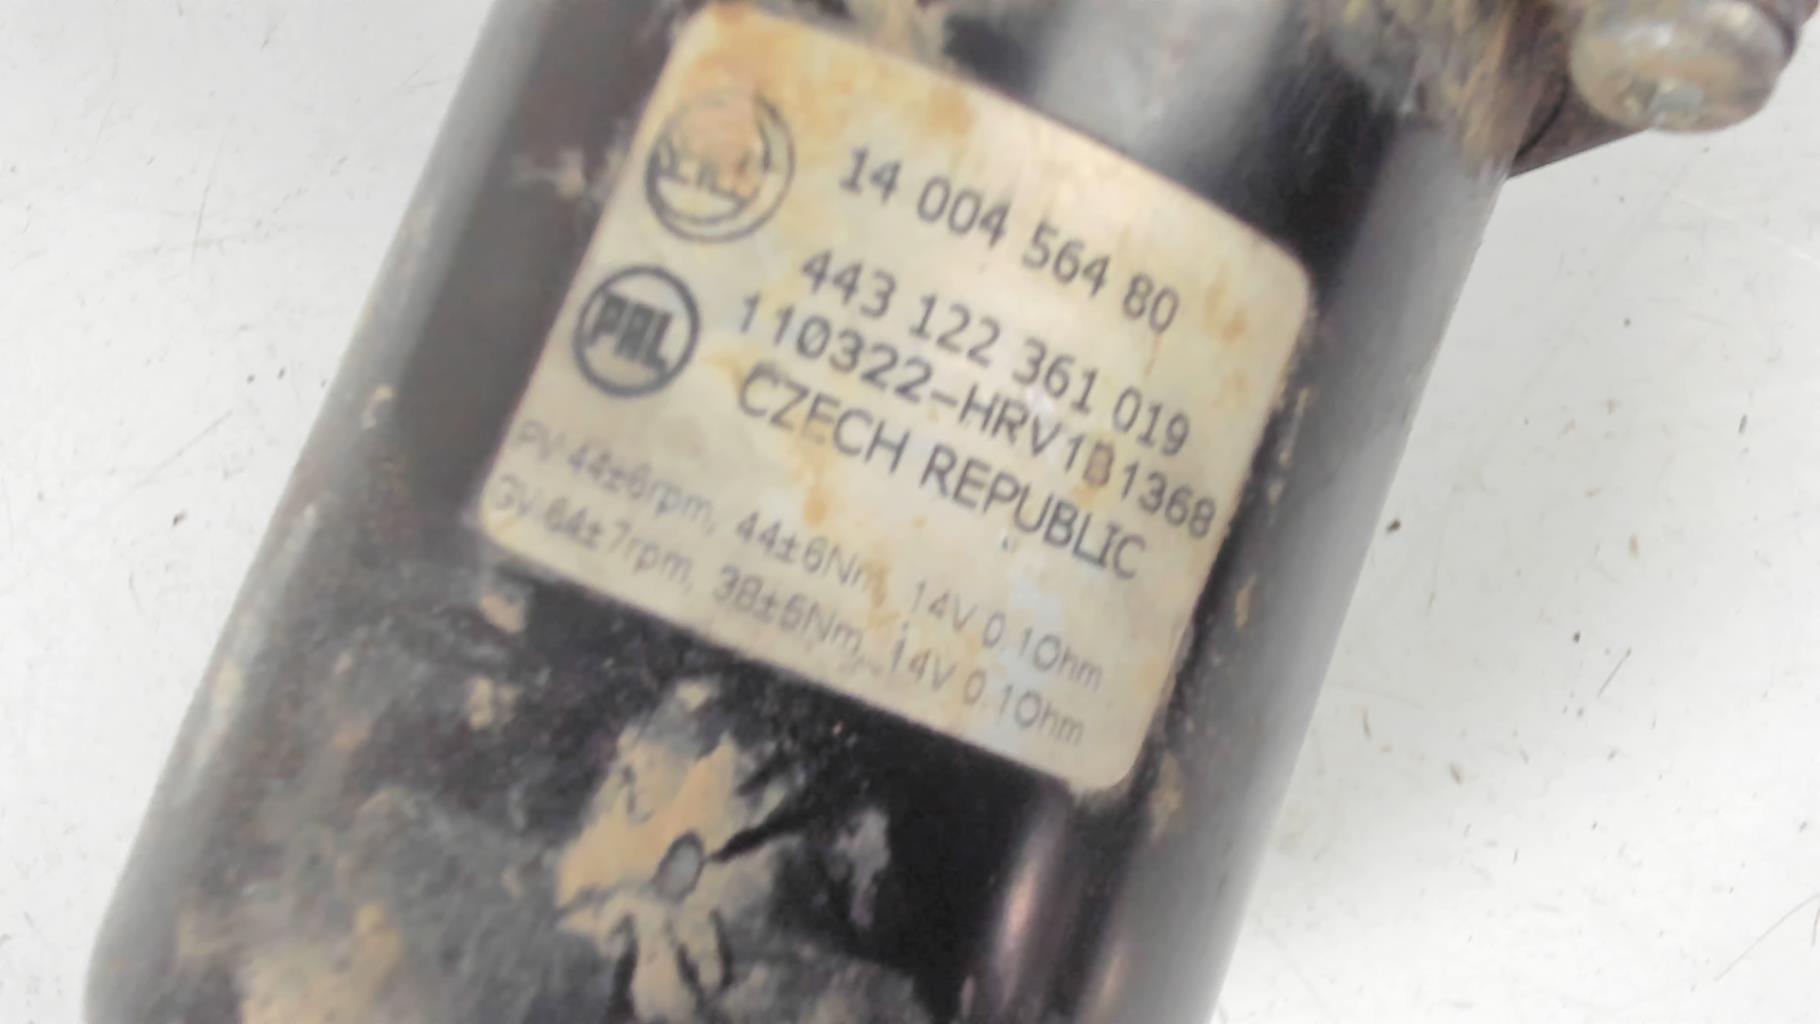 14 004 564 80
443 122 361 019
PAL
110322-HRV1B1368
CZECH REPUBLIC
PV:44±6rpm, 44±6Nm, 14V 0.1Ohm
GV:64±7rpm, 38±6Nm, 14V 0.1Ohm